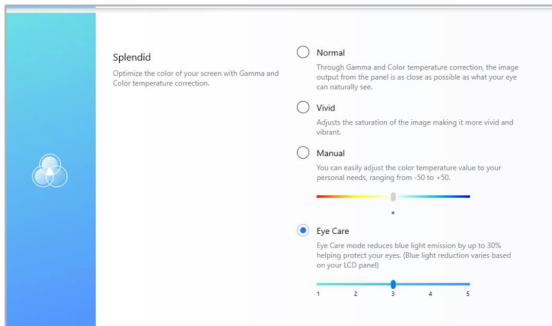 Splendid
Optimize the color of your screen with Gamma and
Color temperature correction.
Normal
Through Gamma and Color temperature correction, the image
output from the panel is as close as possible as what your eye
can naturally see.
Vivid
Adjusts the saturation of the image making it more vivid and
vibrant.
Manual
You can easily adjust the color temperature value to your
personal needs, ranging from -50 to +50.
Eye Care
Eye Care mode reduces blue light emission by up to 30%
helping protect your eyes. (Blue light reduction varies based
on your LCD panel)
1 2 3 4 5